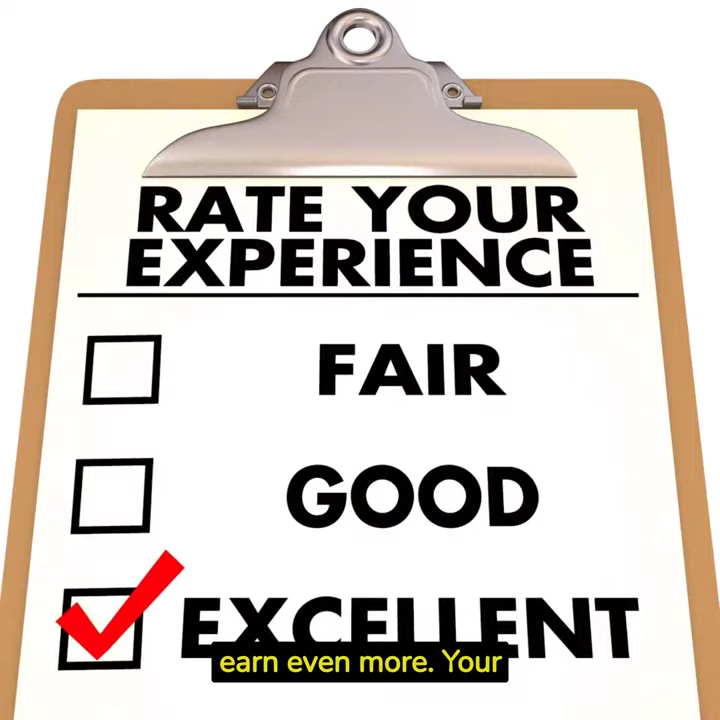 RATE YOUR
EXPERIENCE
FAIR
GOOD
EXCELLENT
earn even more. Your